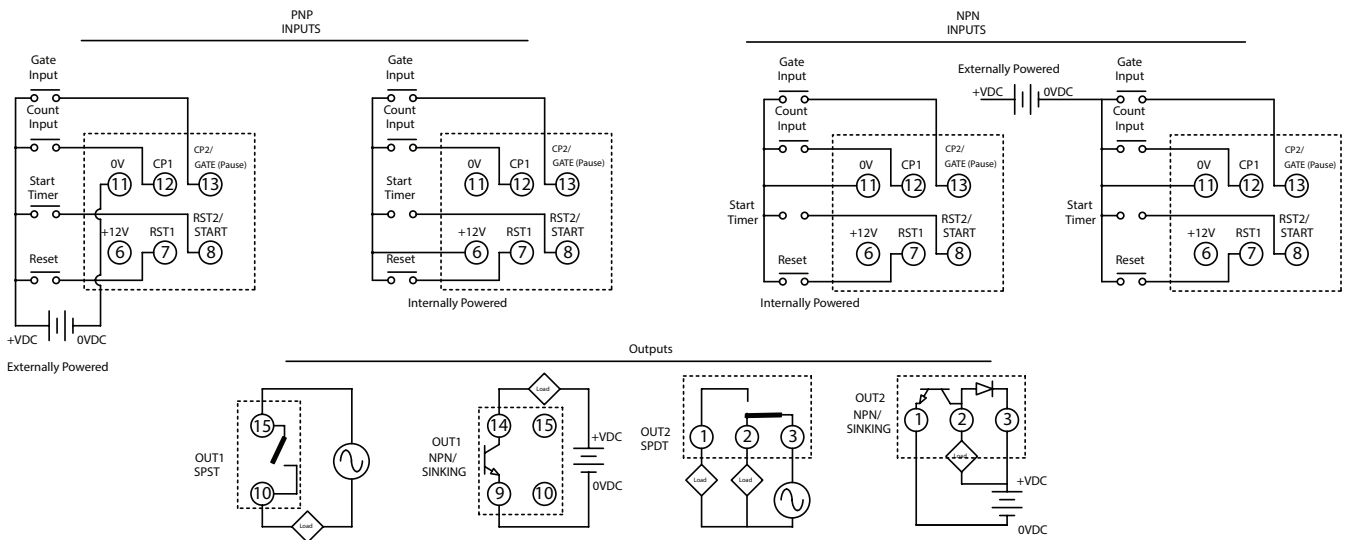 PNP
INPUTS
Gate
Input
Count
Input
0V
CP1
CP2/
GATE (Pause)
11
12
13
Start
Timer
+12V
RST1
RST2/
START
6
7
8
Reset
+VDC
0VDC
Externally Powered
Gate
Input
Count
Input
0V
CP1
CP2/
GATE (Pause)
11
12
13
Start
Timer
+12V
RST1
RST2/
START
6
7
8
Reset
Internally Powered
NPN
INPUTS
Gate
Input
Count
Input
0V
CP1
CP2/
GATE (Pause)
11
12
13
Start
Timer
+12V
RST1
RST2/
START
6
7
8
Reset
Internally Powered
Externally Powered
+VDC
0VDC
Gate
Input
Count
Input
0V
CP1
CP2/
GATE (Pause)
11
12
13
Start
Timer
+12V
RST1
RST2/
START
6
7
8
Reset
Outputs
15
OUT1
SPST
10
Load
Load
14
15
OUT1
NPN/
SINKING
+VDC
0VDC
9
10
OUT2
SPDT
1
2
3
Load
Load
OUT2
NPN/
SINKING
1
2
3
Load
+VDC
0VDC